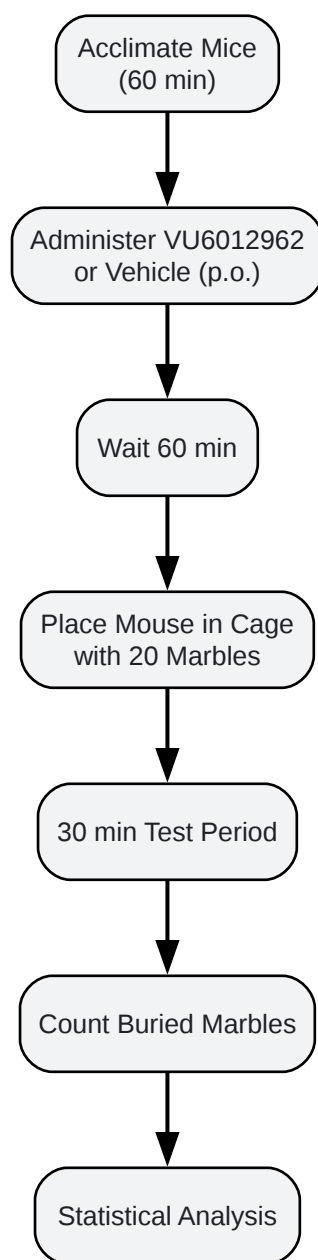 Acclimate Mice
(60 min)
Administer VU6012962
or Vehicle (p.o.)
Wait 60 min
Place Mouse in Cage
with 20 Marbles
30 min Test Period
Count Buried Marbles
Statistical Analysis